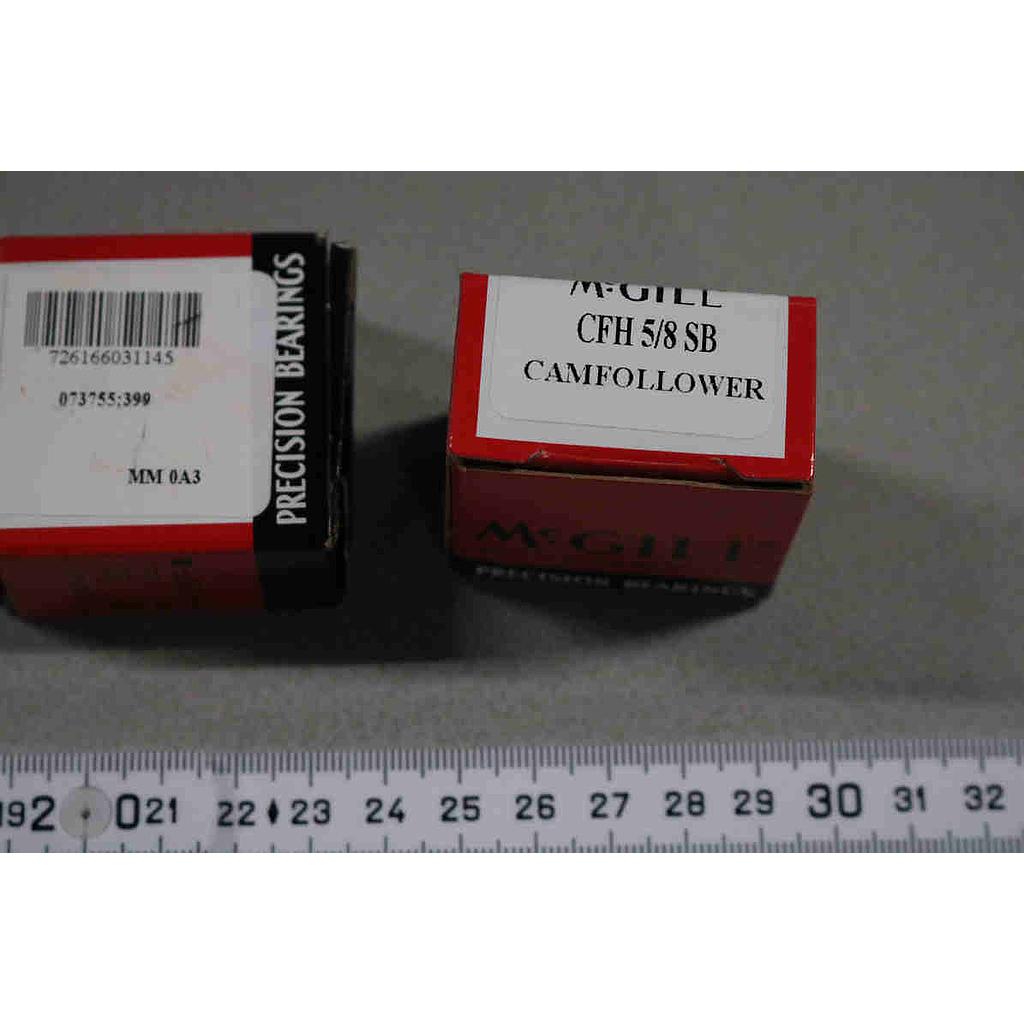 726166031145
073755;399
MM 0A3
PRECISION BEARINGS
McGILL
CFH 5/8 SB
CAMFOLLOWER
McGILL
PRECISION BEARINGS
19 20 21 22 23 24 25 26 27 28 29 30 31 32